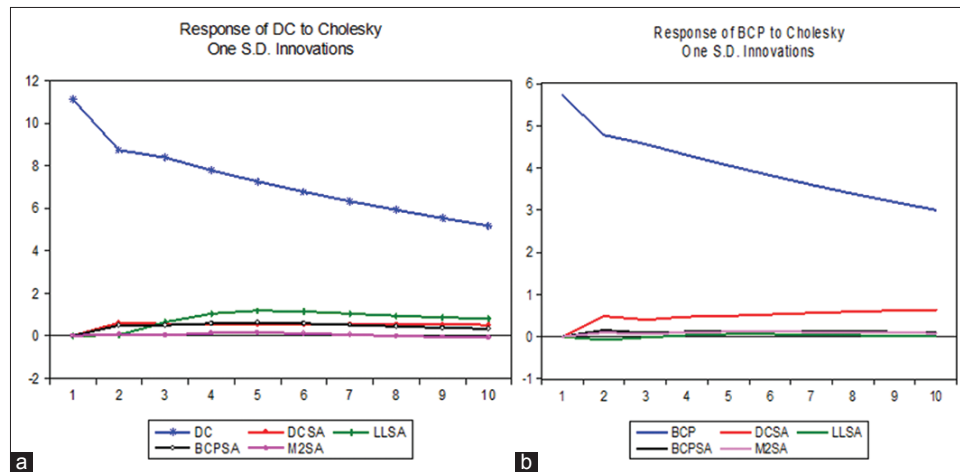 Response of DC to Cholesky
One S.D. Innovations
12
10
8
6
4
2
0
-2
1 2 3 4 5 6 7 8 9 10
DC DCSA LLSA
BCPSA M2SA
a
Response of BCP to Cholesky
One S.D. Innovations
6
5
4
3
2
1
0
-1
1 2 3 4 5 6 7 8 9 10
BCP DCSA LLSA
BCPSA M2SA
b